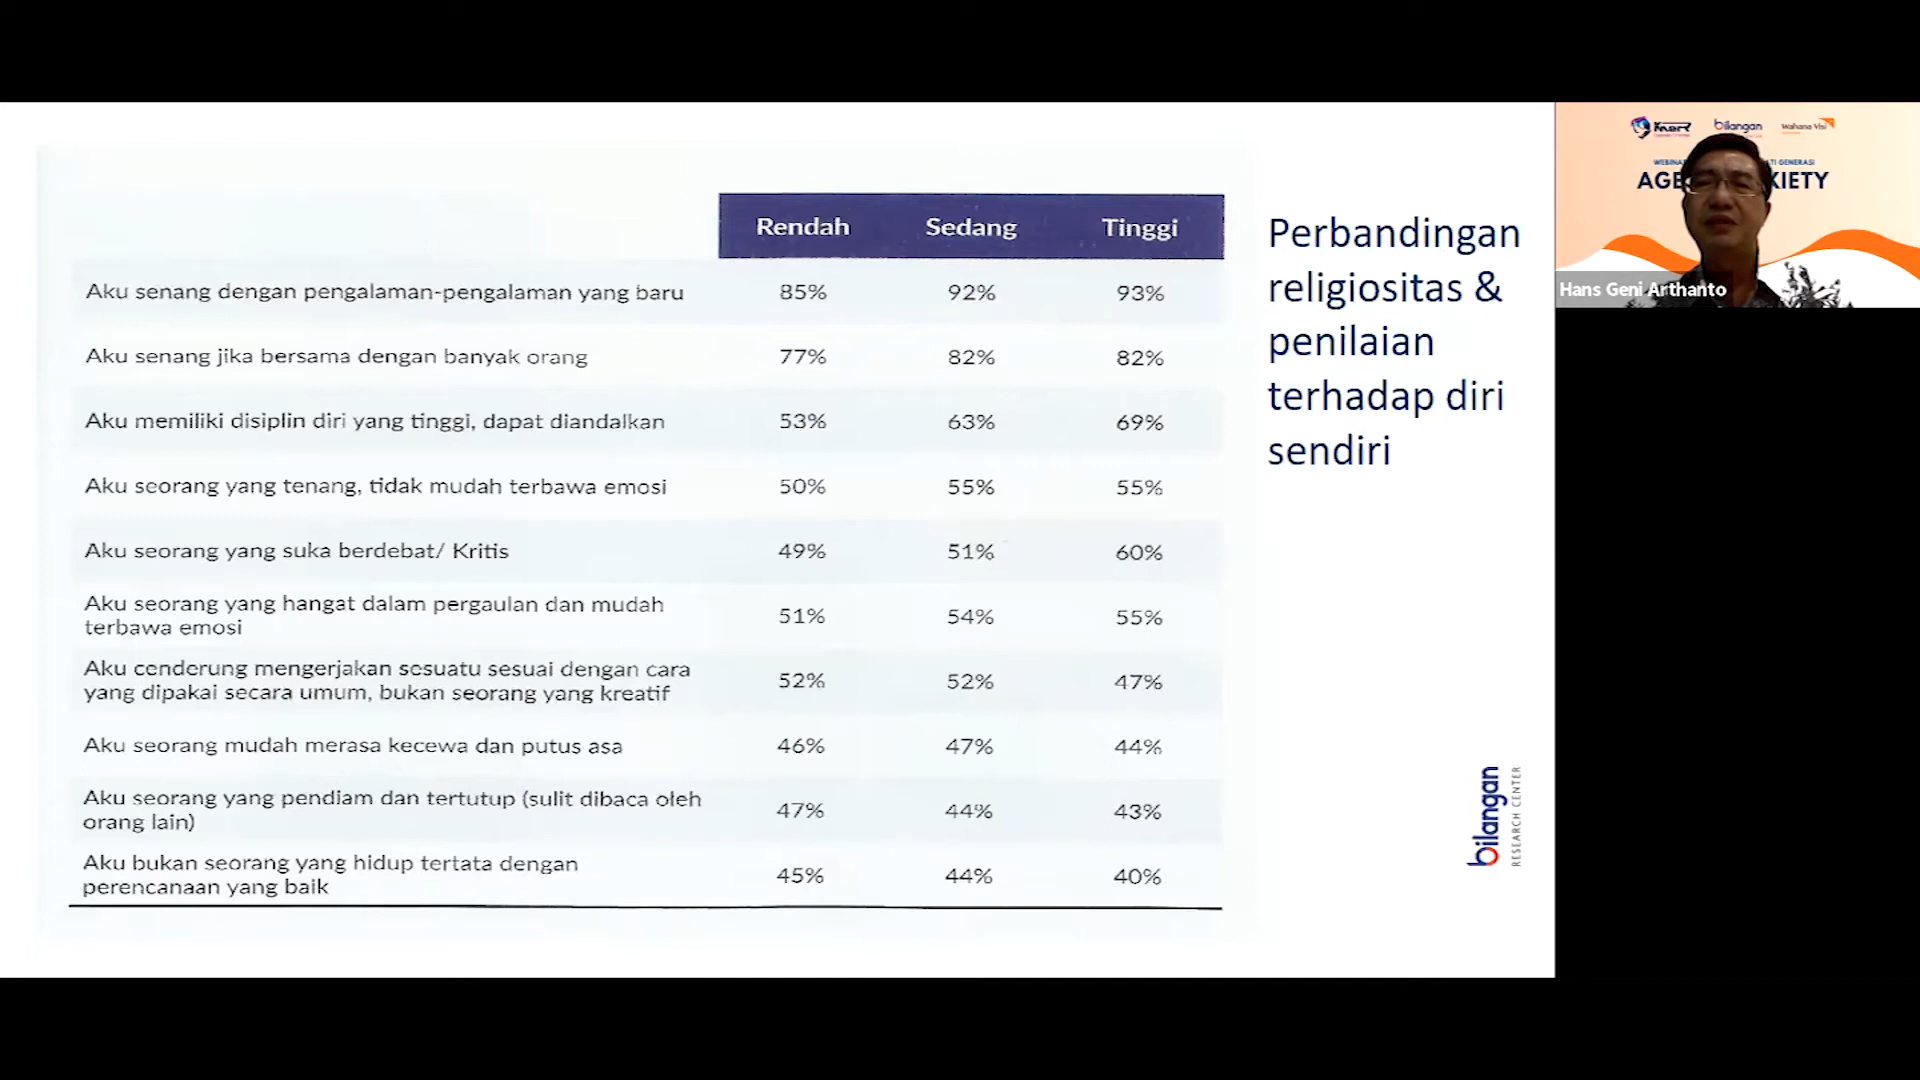 Rendah Sedang Tinggi
Aku senang dengan pengalaman-pengalaman yang baru 85% 92% 93%
Aku senang jika bersama dengan banyak orang 77% 82% 82%
Aku memiliki disiplin diri yang tinggi, dapat diandalkan 53% 63% 69%
Aku seorang yang tenang, tidak mudah terbawa emosi 50% 55% 55%
Aku seorang yang suka berdebat/ Kritis 49% 51% 60%
Aku seorang yang hangat dalam pergaulan dan mudah
terbawa emosi 51% 54% 55%
Aku cenderung mengerjakan sesuatu sesuai dengan cara
yang dipakai secara umum, bukan seorang yang kreatif 52% 52% 47%
Aku seorang mudah merasa kecewa dan putus asa 46% 47% 44%
Aku seorang yang pendiam dan tertutup (sulit dibaca oleh
orang lain) 47% 44% 43%
Aku bukan seorang yang hidup tertata dengan
perencanaan yang baik 45% 44% 40%
Perbandingan
religiositas &
penilaian
terhadap diri
sendiri
bilangan
RESEARCH CENTER
bilangan
Wahana Visi
GENERASI
Hans Geni Arthanto